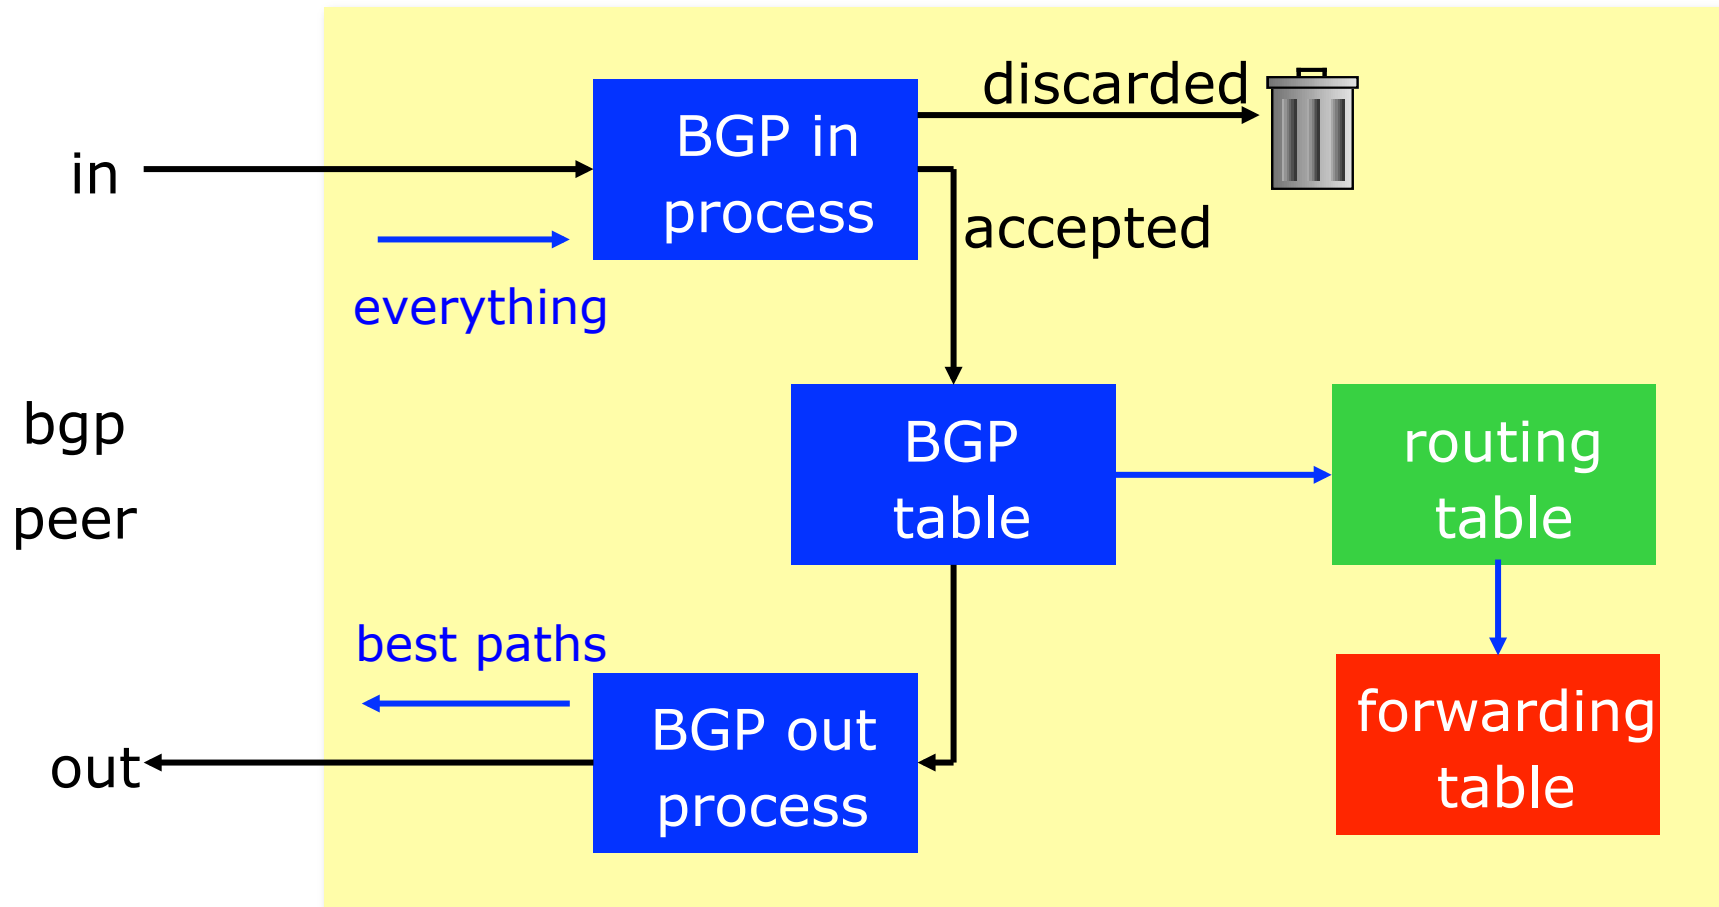 discarded
BGP in
process
in
accepted
everything
bgp
peer
BGP
table
routing
table
best paths
BGP out
process
out
forwarding
table